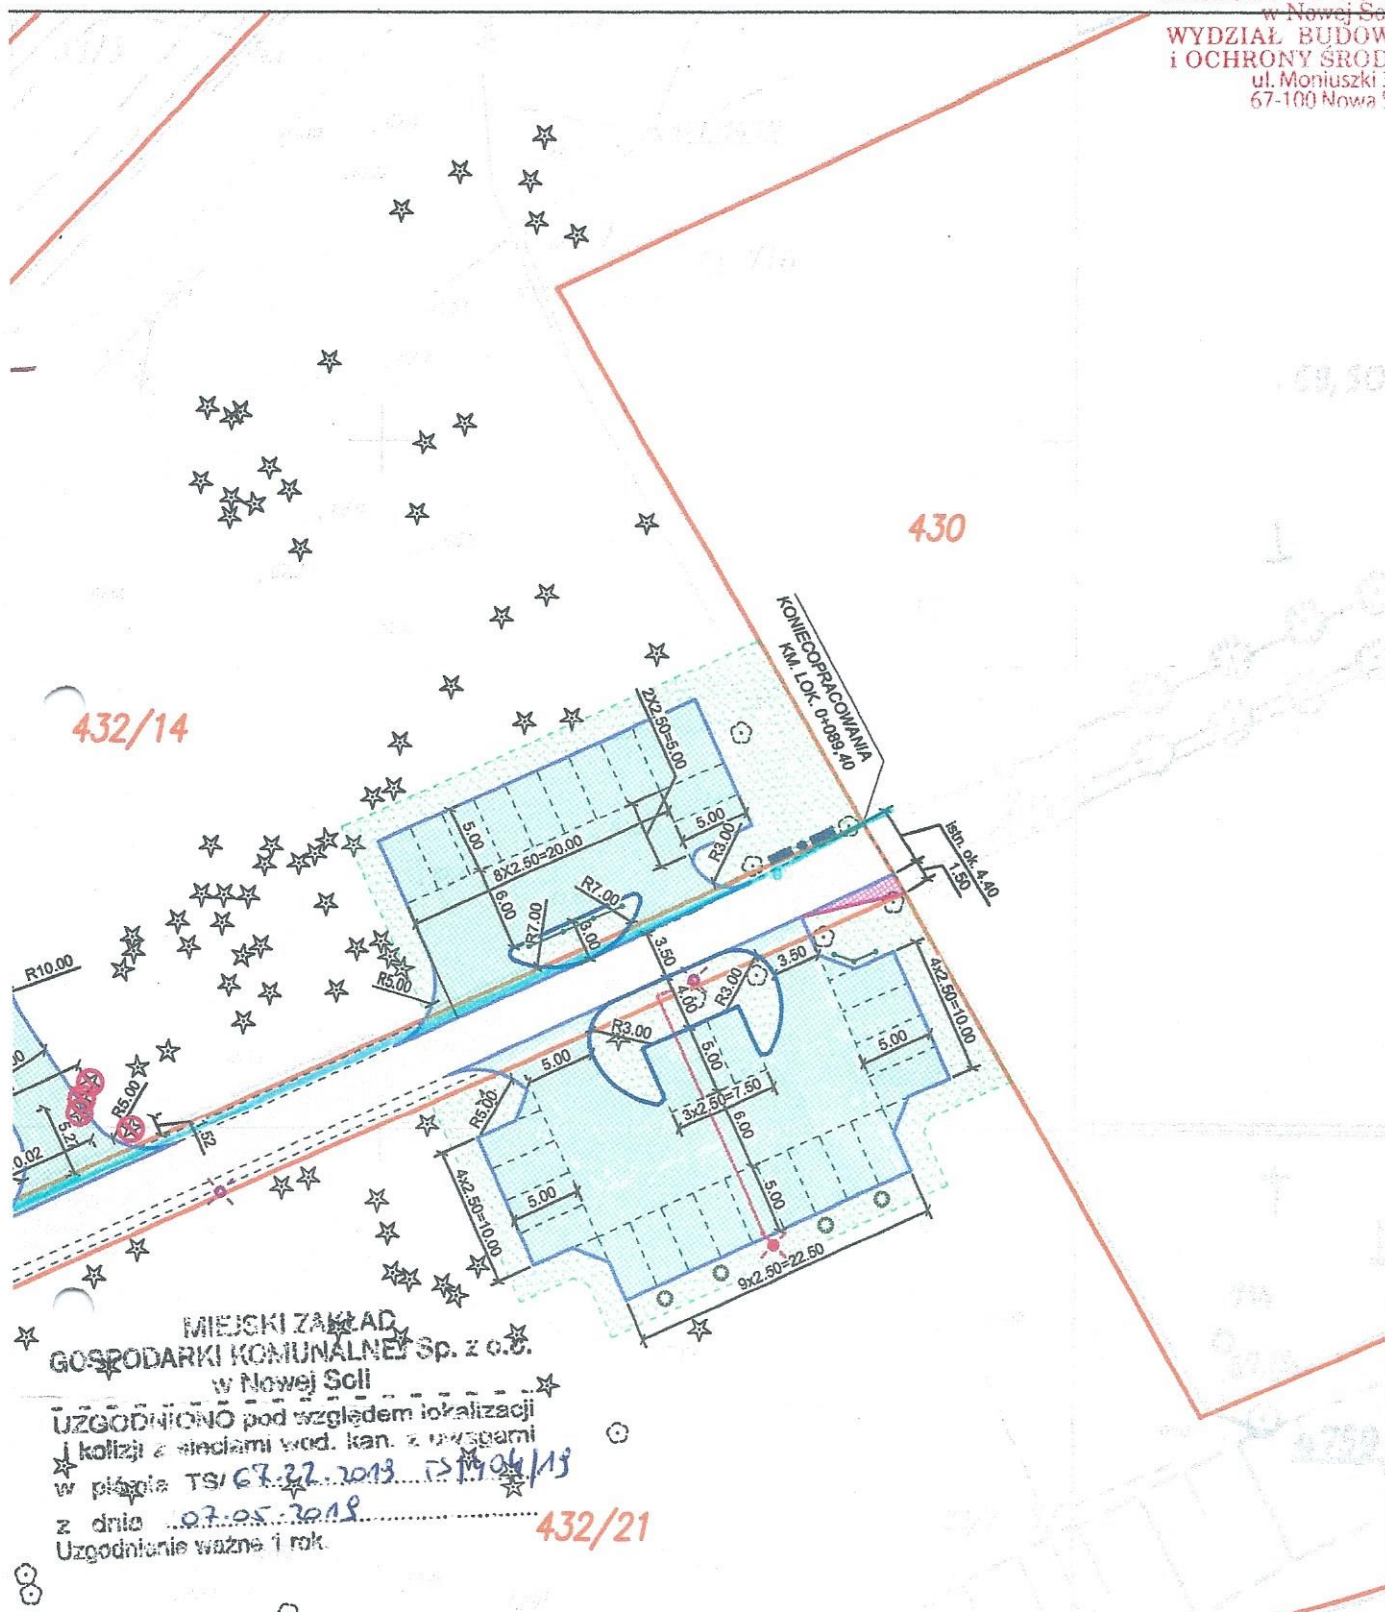 w Nowej So
WYDZIAŁ BUDOW
i OCHRONY ŚROD
ul. Moniuszki
67-100 Nowa
430
KONIECOPRACOWANIA
KM. LOK. 0+089,40
432/14
2X2.50=5.00
5.00
5.00
R3.00
8X2.50=20.00
istn. ok. 4.40
1.50
6.00
R7.00
R7.00
3.00
3.50
R5.00
R10.00
3.50
4.00
R3.00
4x2.50=10.00
R3.00
5.00
5.00
5.00
3x2.50=7.50
R5.00
R5.00
6.00
5.27
0.02
52
4x2.50=10.00
5.00
5.00
9x2.50=22.50
MIEJSKI ZAKŁAD
GOSPODARKI KOMUNALNEJ Sp. z o.o.
w Nowej Soli
UZGODNIONO pod względem lokalizacji
i kolizji z sieciami wod. kan. z uwagami
w piśmie TS/ 67.22.2019
z dnia 07.05.2019
Uzgodnienie ważne 1 rok
432/21